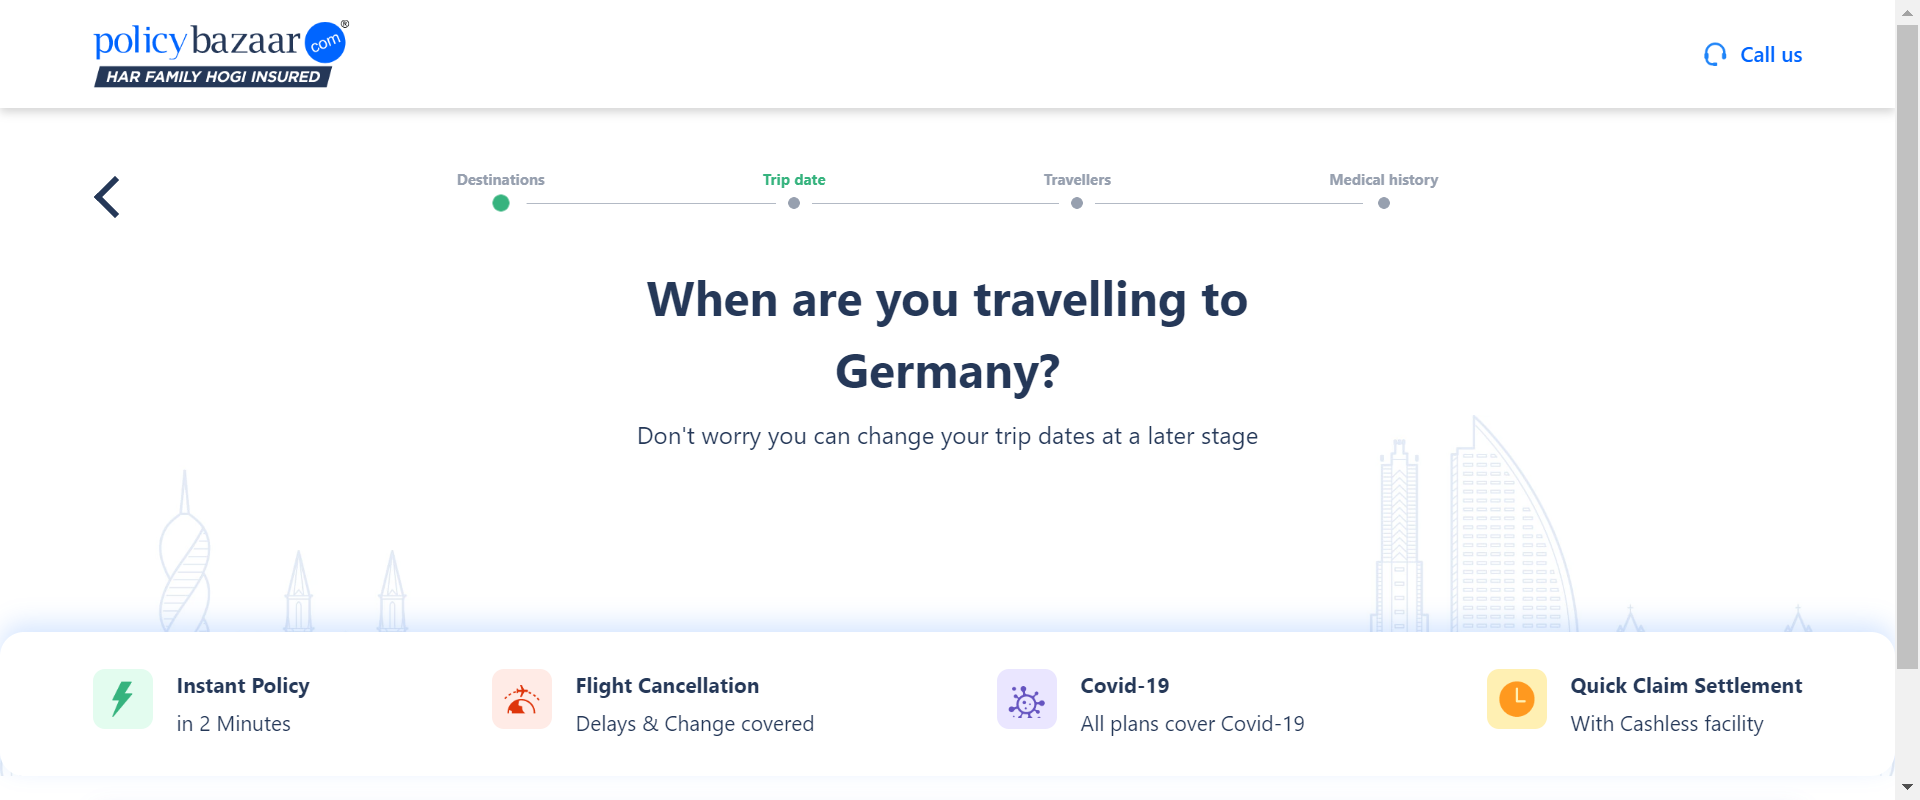 policybazaar com ®
HAR FAMILY HOGI INSURED
Call us
Destinations
Trip date
Travellers
Medical history
When are you travelling to
Germany?
Don't worry you can change your trip dates at a later stage
Instant Policy
in 2 Minutes
Flight Cancellation
Delays & Change covered
Covid-19
All plans cover Covid-19
Quick Claim Settlement
With Cashless facility